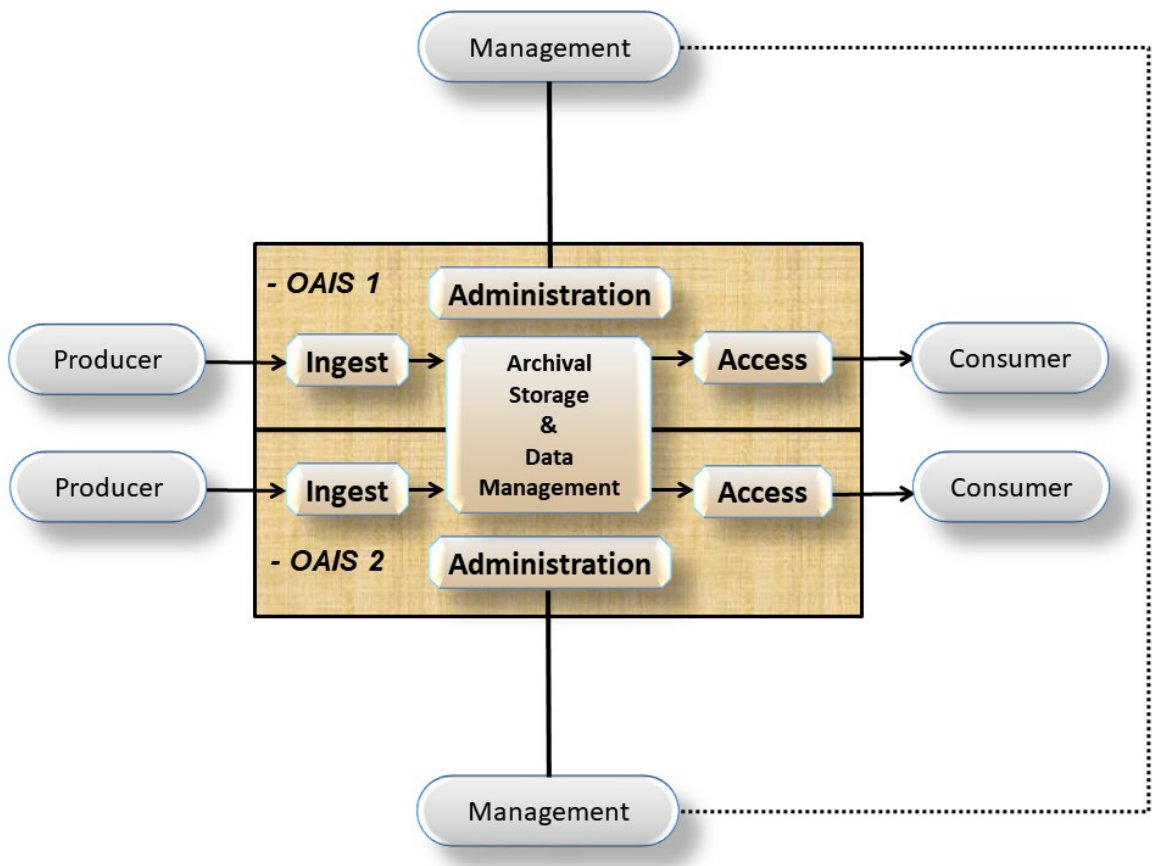 Management
- OAIS 1
Administration
Producer
Ingest
Archival
Storage
&
Data
Management
Access
Consumer
Producer
Ingest
Access
Consumer
- OAIS 2
Administration
Management